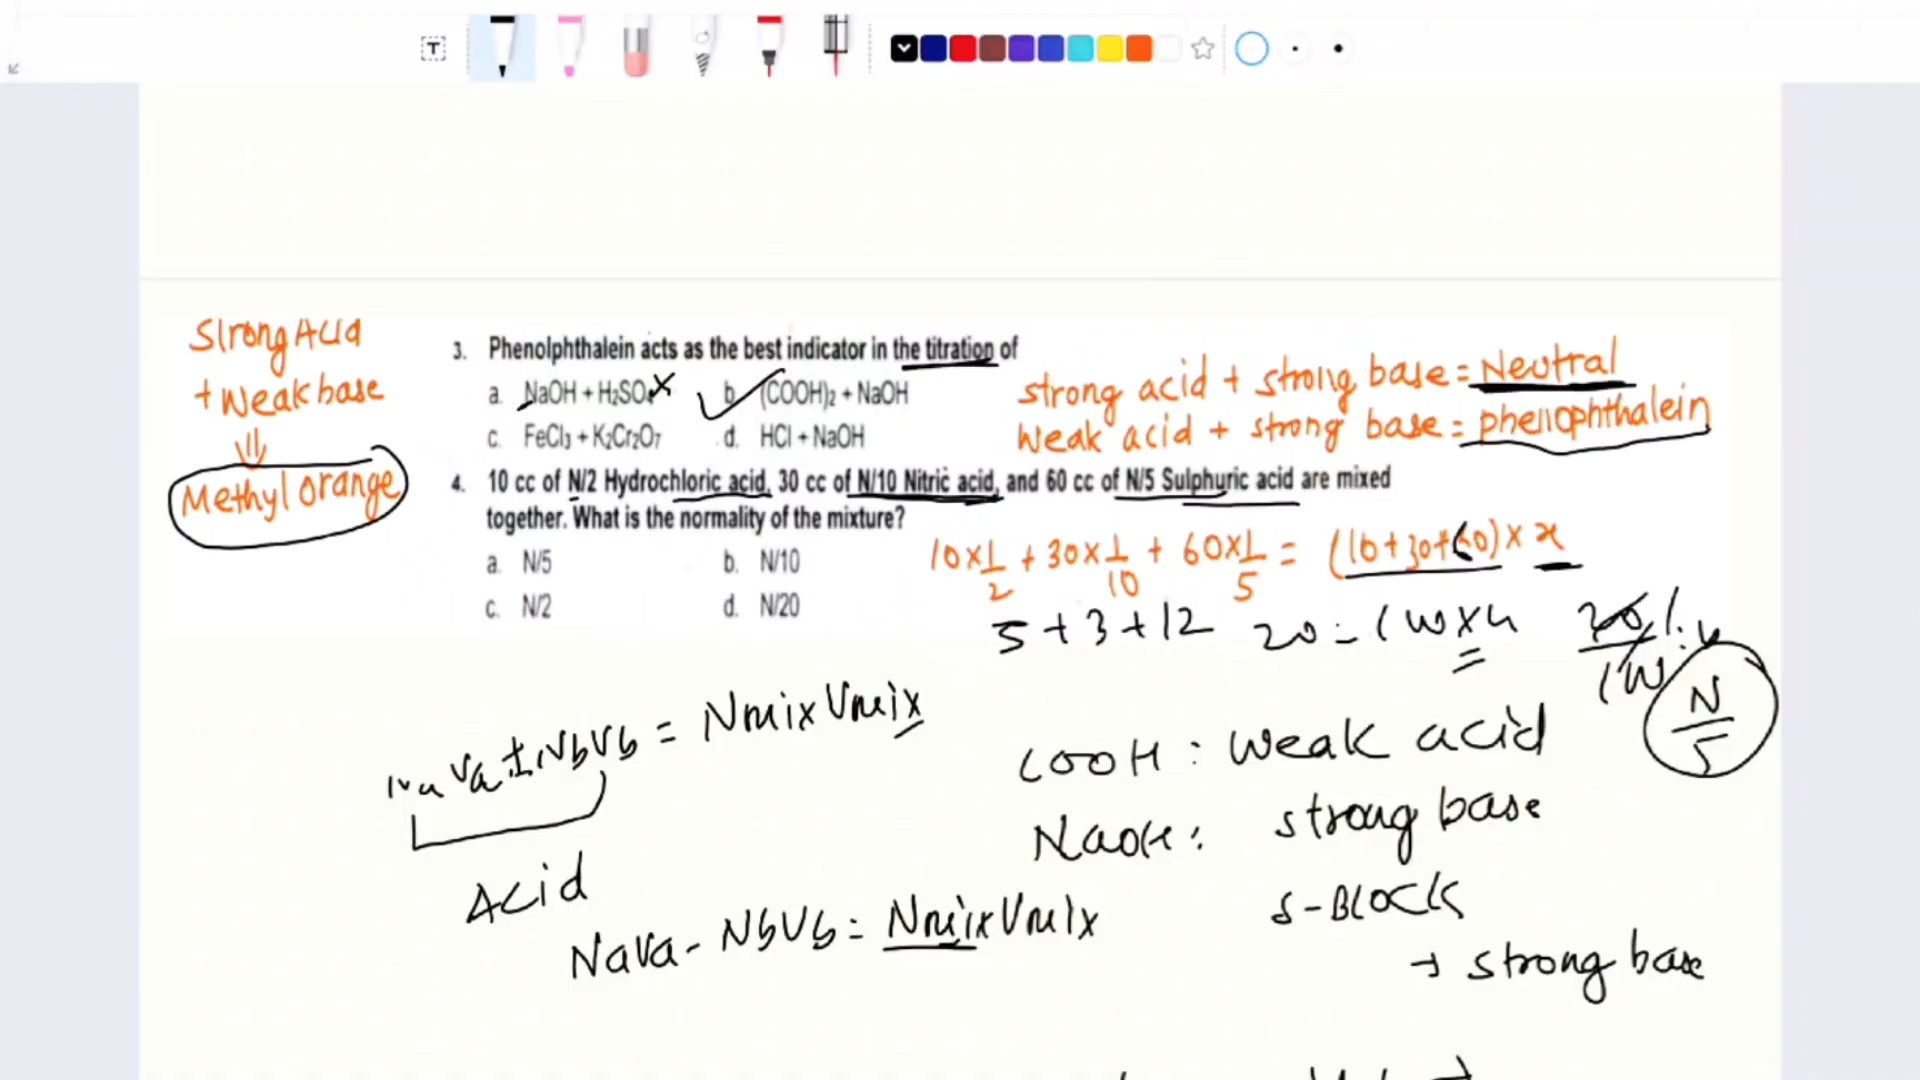 T
Strong Acid
+ Weak base
⇓
Methyl orange
3. Phenolphthalein acts as the best indicator in the titration of
a. NaOH + H₂SO₄ ×
b. (COOH)₂ + NaOH
c. FeCl₃ + K₂Cr₂O₇
d. HCl + NaOH
strong acid + strong base = Neutral
weak acid + strong base = phenophthalein
4. 10 cc of N/2 Hydrochloric acid, 30 cc of N/10 Nitric acid, and 60 cc of N/5 Sulphuric acid are mixed
together. What is the normality of the mixture?
a. N/5
b. N/10
c. N/2
d. N/20
10×1/2 + 30×1/10 + 60×1/5 = (10+30+60)× x
5 + 3 + 12
20 = 100 × x
20/100
N/5
NaVa ± NbVb = Nmix Vmix
Acid
NaVa - NbVb = Nmix Vmix
COOH : weak acid
NaOH : strong base
S-Block
→ strong base